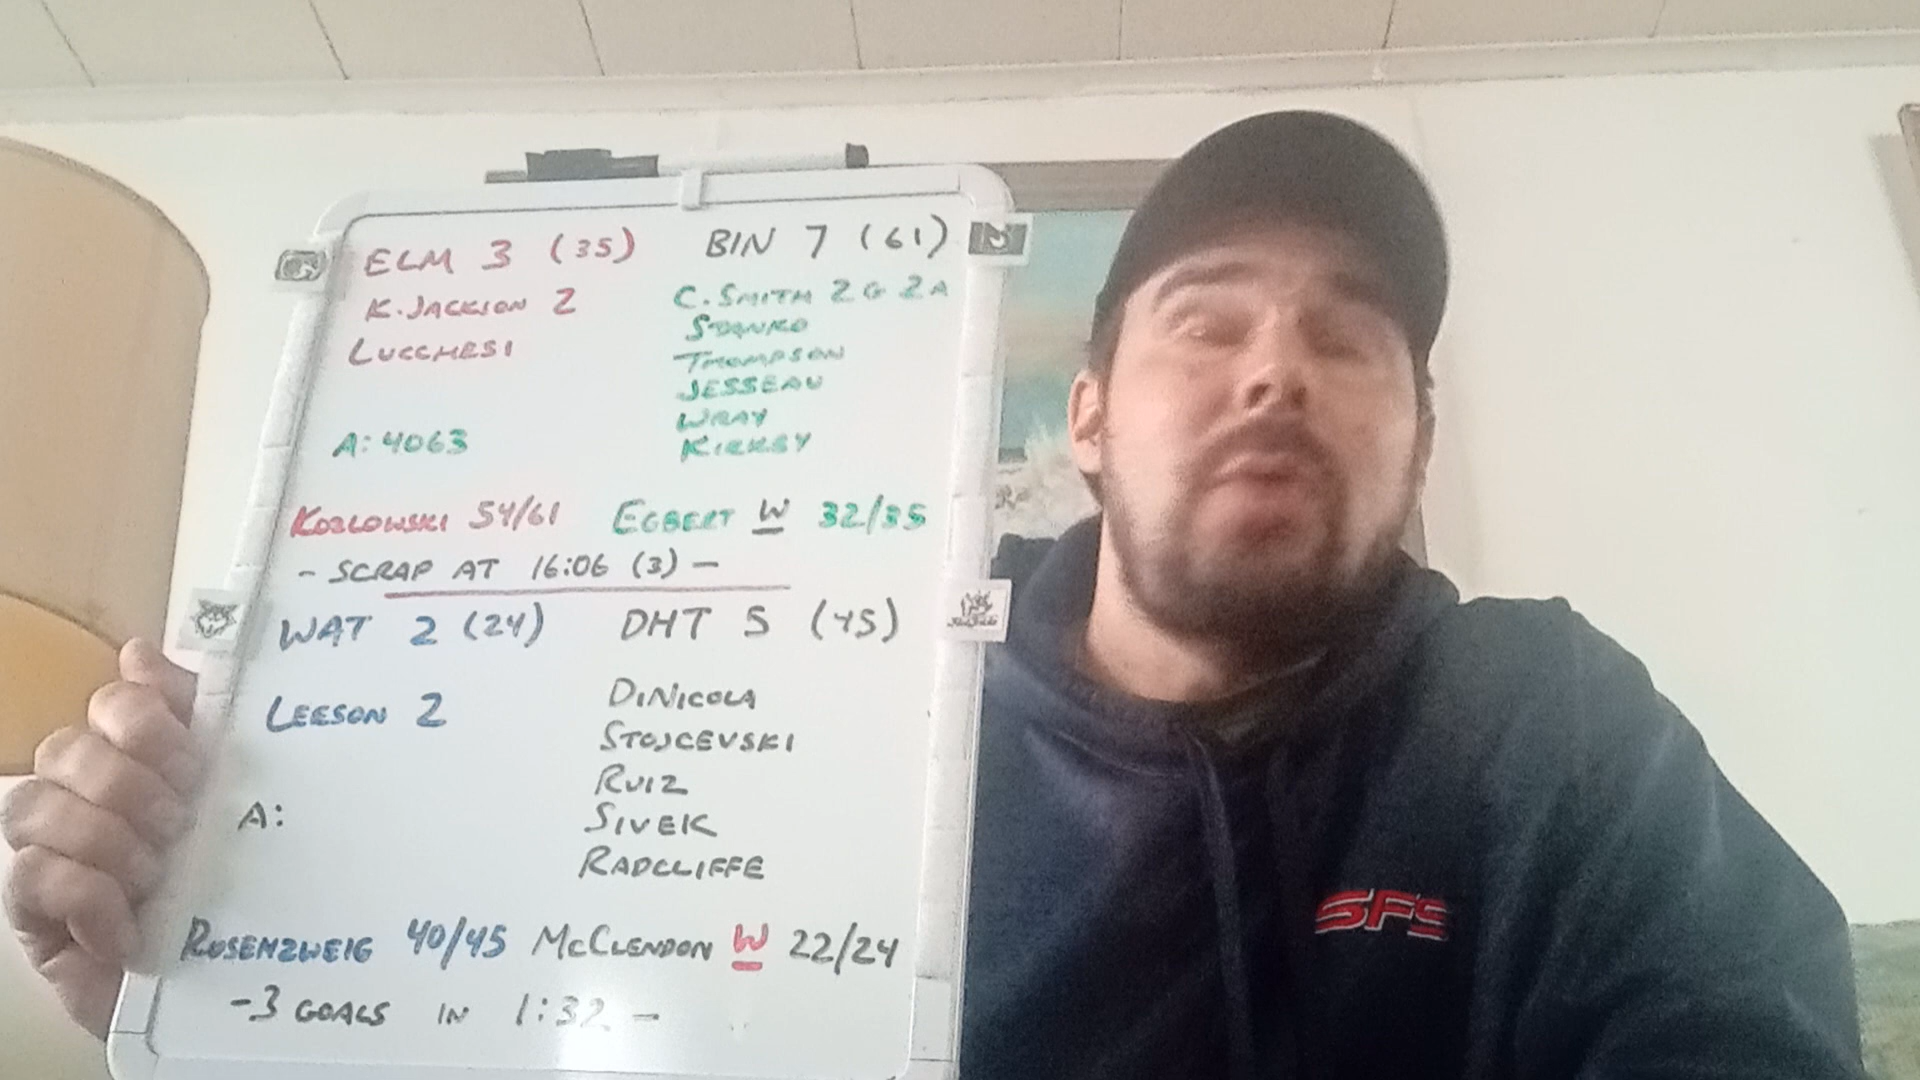 ELM 3 (35) BIN 7 (61)
K. JACKSON 2
LUCCHESI
C. SMITH 2G 2A
STANKO
THOMPSON
JESSEAU
WRAY
KIRKBY
A: 4063
KOZLOWSKI 54/61 EGBERT W 32/35
- SCRAP AT 16:06 (3) -
WAT 2 (24) DHT 5 (45)
LEESON 2
DINICOLA
STOJCEVSKI
RUIZ
SIVEK
RADCLIFFE
A:
ROSENZWEIG 40/45 MCCLENDON W 22/24
- 3 GOALS IN 1:32 -
SFS